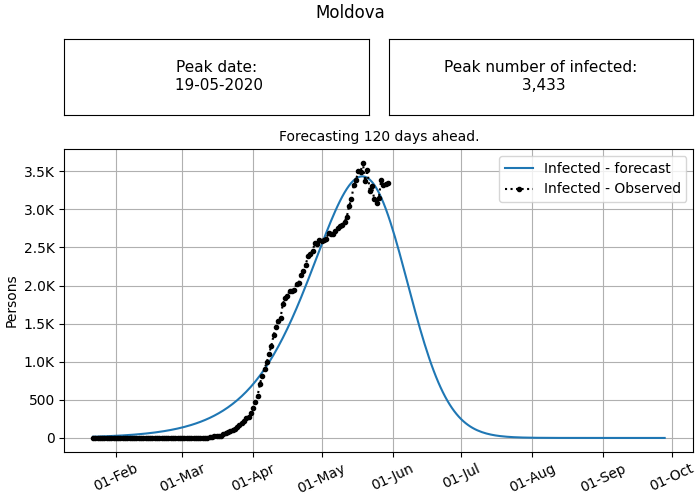 Moldova
Peak date:
19-05-2020
Peak number of infected:
3,433
Forecasting 120 days ahead.
Infected - forecast
Infected - Observed
Persons
3.5K
3.0K
2.5K
2.0K
1.5K
1.0K
500
0
01-Feb
01-Mar
01-Apr
01-May
01-Jun
01-Jul
01-Aug
01-Sep
01-Oct